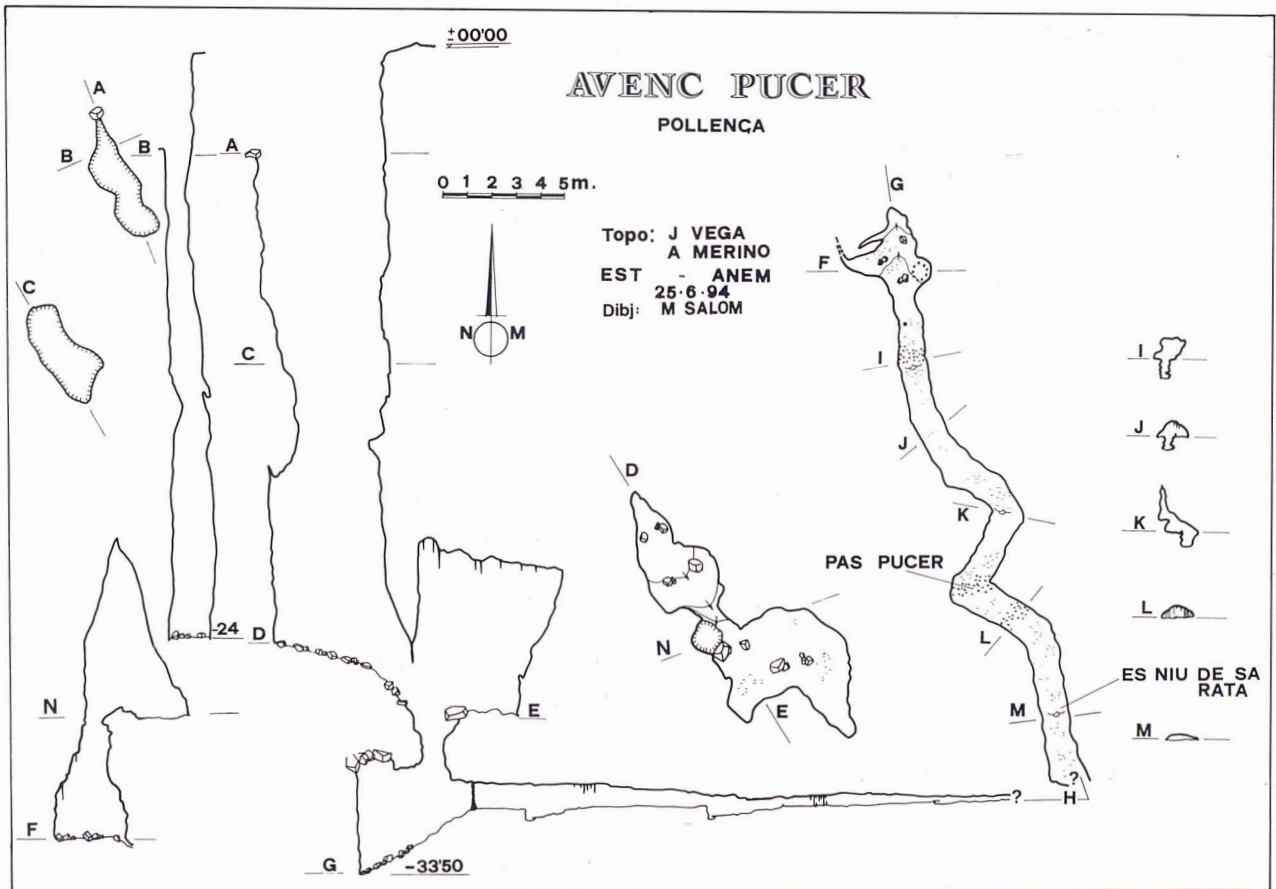 ±00'00
AVENC PUCER
POLLENÇA
0 1 2 3 4 5m.
Topo: J VEGA
A MERINO
EST - ANEM
25·6·94
Dibj: M SALOM
N M
A
B B A
C
C
D
-24 D
N
E
F
G -33'50
N
E
G
F
I
J
K
PAS PUCER
L
ES NIU DE SA
RATA
M
?
? H
I
J
K
L
M